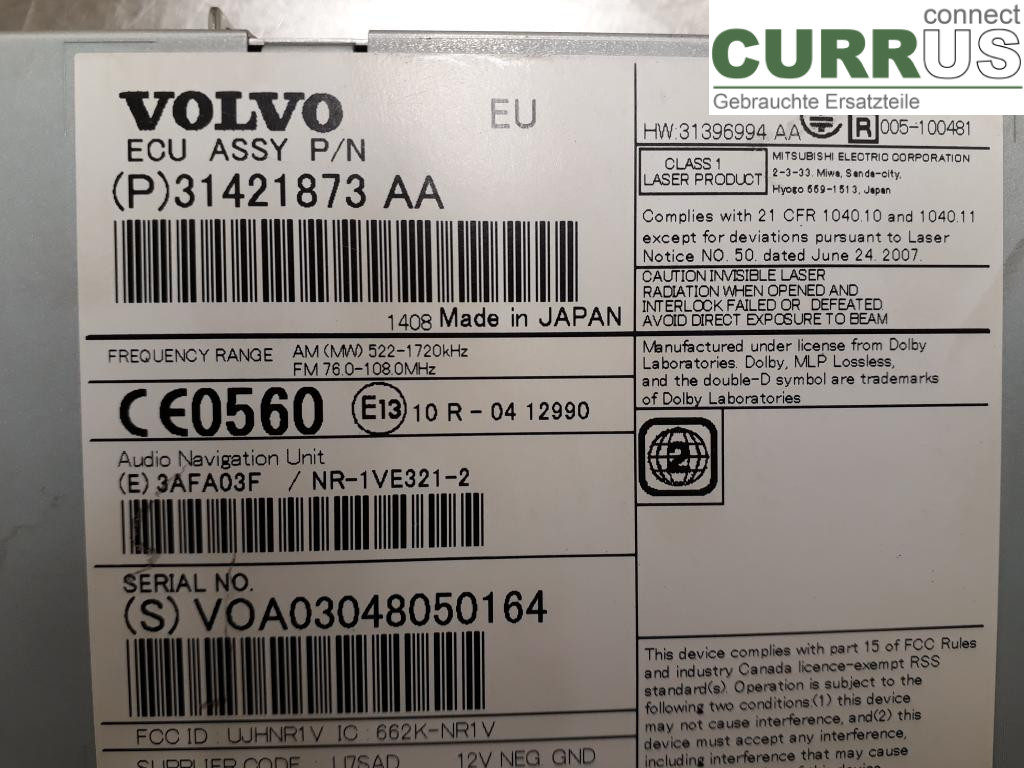 connect
CURRUS
Gebrauchte Ersatzteile
VOLVO
EU
ECU ASSY P/N
(P)31421873 AA
1408 Made in JAPAN
FREQUENCY RANGE AM (MW) 522-1720kHz
FM 76.0-108.0MHz
CE0560 E13 10 R - 04 12990
Audio Navigation Unit
(E) 3AFA03F / NR-1VE321-2
SERIAL NO.
(S) VOA03048050164
FCC ID : UJHNR1V IC : 662K-NR1V
SUPPLIER CODE : U7SAD 12V NEG. GND
HW:31396994 AA R 005-100481
CLASS 1
LASER PRODUCT
MITSUBISHI ELECTRIC CORPORATION
2-3-33. Miwa, Sanda-city,
Hyogo 669-1513, Japan
Complies with 21 CFR 1040.10 and 1040.11
except for deviations pursuant to Laser
Notice NO. 50. dated June 24. 2007.
CAUTION INVISIBLE LASER
RADIATION WHEN OPENED AND
INTERLOCK FAILED OR DEFEATED.
AVOID DIRECT EXPOSURE TO BEAM
Manufactured under license from Dolby
Laboratories. Dolby, MLP Lossless,
and the double-D symbol are trademarks
of Dolby Laboratories
2
This device complies with part 15 of FCC Rules
and industry Canada licence-exempt RSS
standard(s). Operation is subject to the
following two conditions:(1) this device
may not cause interference, and(2) this
device must accept any interference,
including interference that may cause
of this device